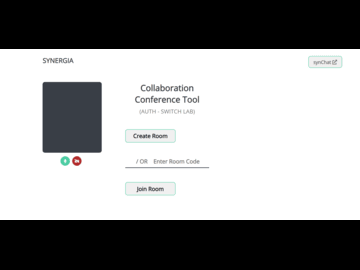 SYNERGIA
synChat
Collaboration
Conference Tool
(AUTH - SWITCH LAB)
Create Room
/ OR Enter Room Code
Join Room